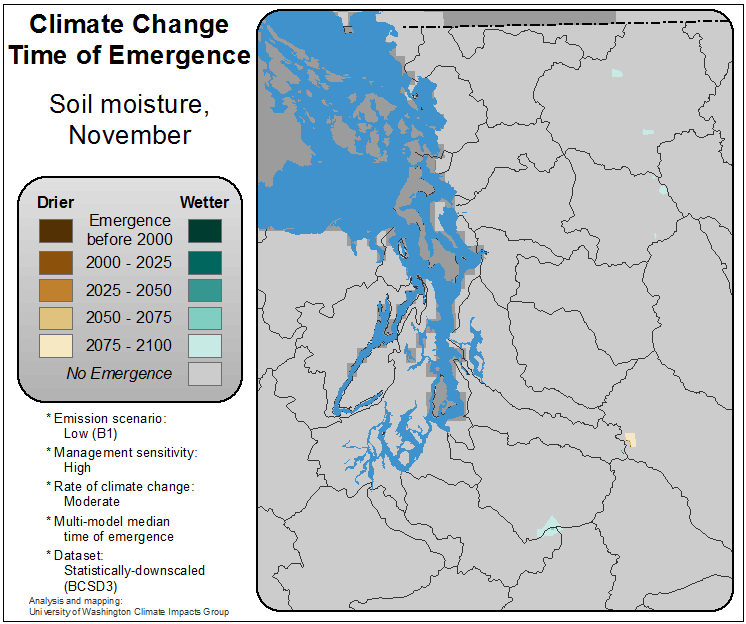 Climate Change
Time of Emergence
Soil moisture,
November
Drier Wetter
Emergence
before 2000
2000 - 2025
2025 - 2050
2050 - 2075
2075 - 2100
No Emergence
* Emission scenario:
Low (B1)
* Management sensitivity:
High
* Rate of climate change:
Moderate
* Multi-model median
time of emergence
* Dataset:
Statistically-downscaled
(BCSD3)
Analysis and mapping:
University of Washington Climate Impacts Group